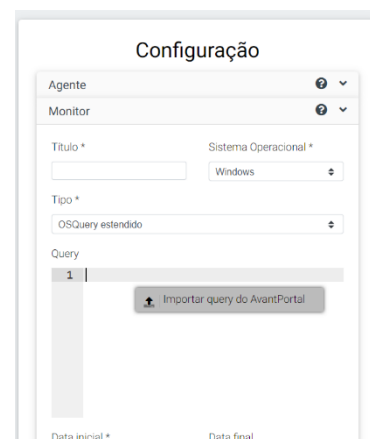 Configuração
Agente
Monitor
Título * Sistema Operacional *
Windows
Tipo *
OSQuery estendido
Query
1
Importar query do AvantPortal
Data inicial * Data final